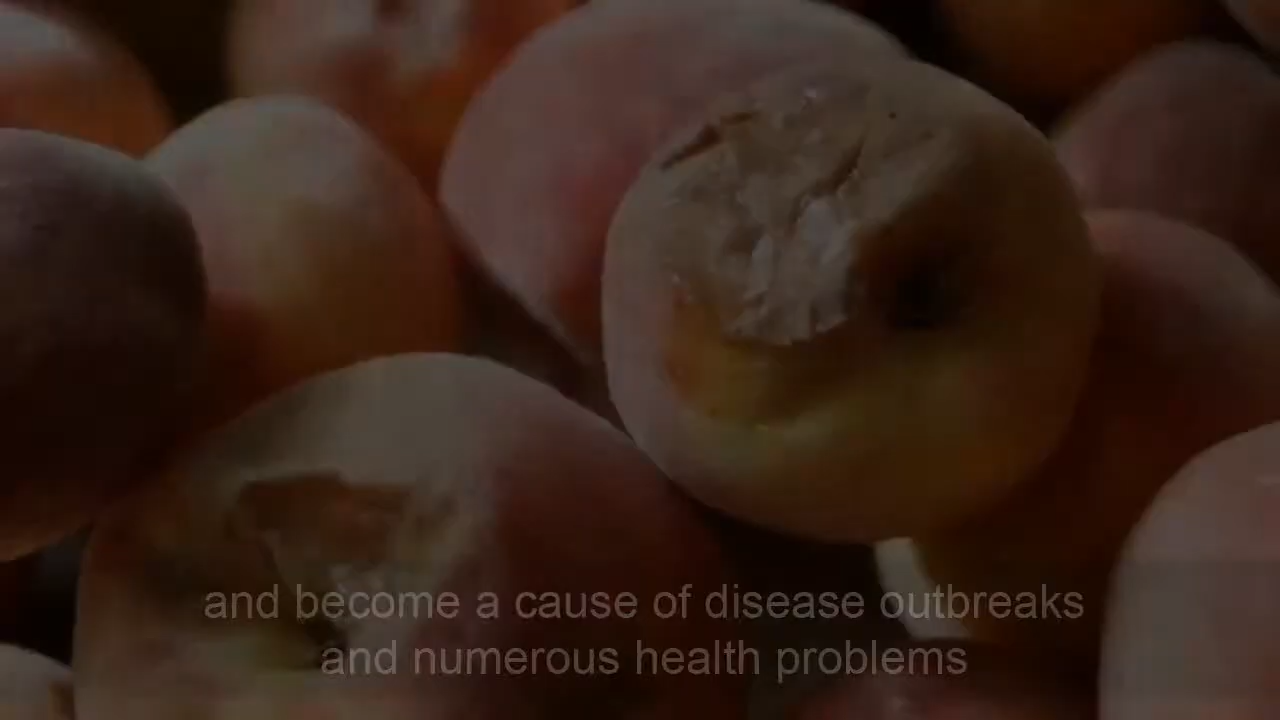 and become a cause of disease outbreaks
and numerous health problems